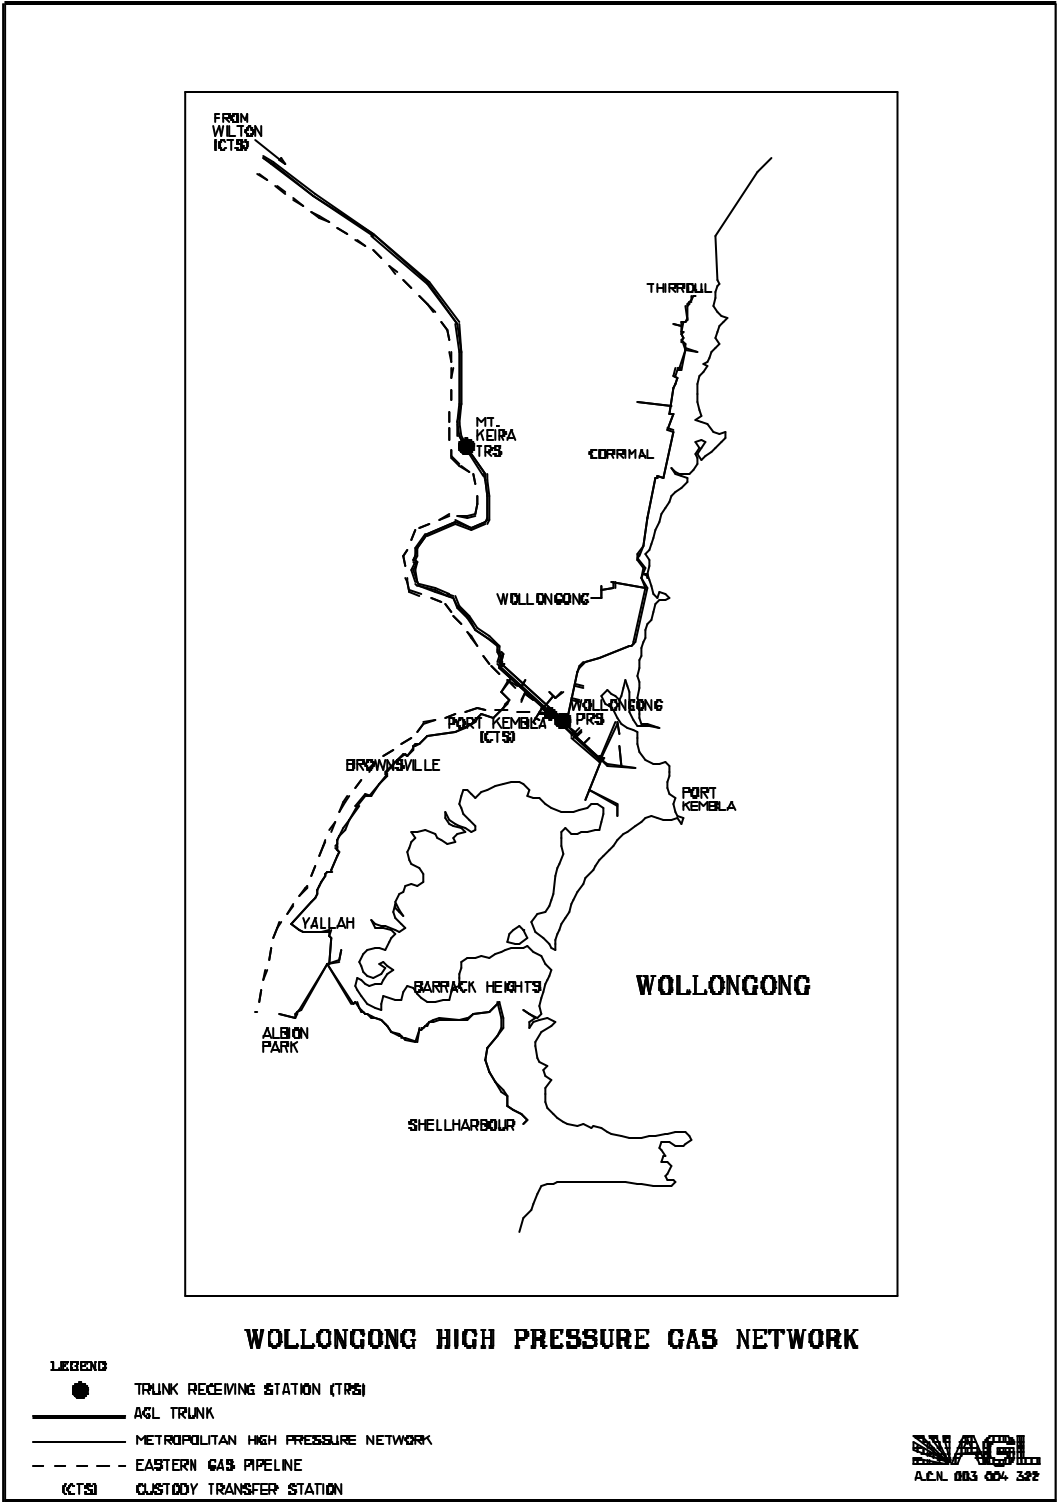 FROM
WILTON
(CTS)
THIRROUL
MT.
KEIRA
TRS
CORRIMAL
WOLLONGONG
WOLLONGONG
PRS
PORT KEMBLA
(CTS)
BROWNSVILLE
PORT
KEMBLA
YALLAH
BARRACK HEIGHTS
WOLLONGONG
ALBION
PARK
SHELLHARBOUR
WOLLONGONG HIGH PRESSURE GAS NETWORK
LEGEND
TRUNK RECEIVING STATION (TRS)
AGL TRUNK
METROPOLITAN HIGH PRESSURE NETWORK
EASTERN GAS PIPELINE
(CTS) CUSTODY TRANSFER STATION
AGL
A.C.N. 003 004 322